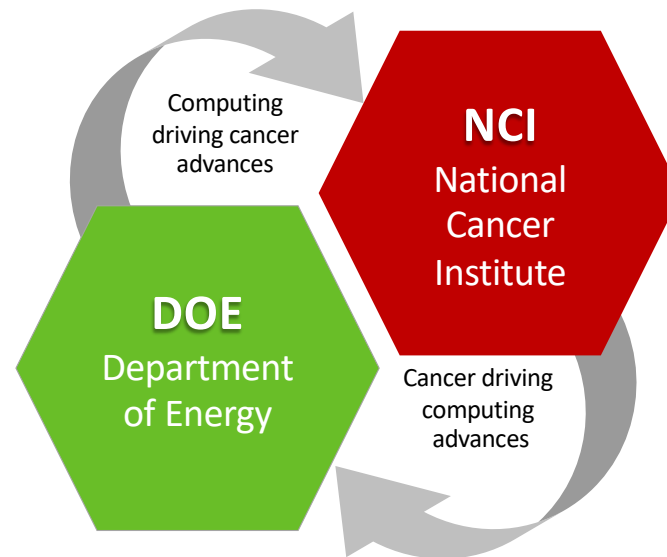 Computing
driving cancer
advances
NCI
National
Cancer
Institute
DOE
Department
of Energy
Cancer driving
computing
advances